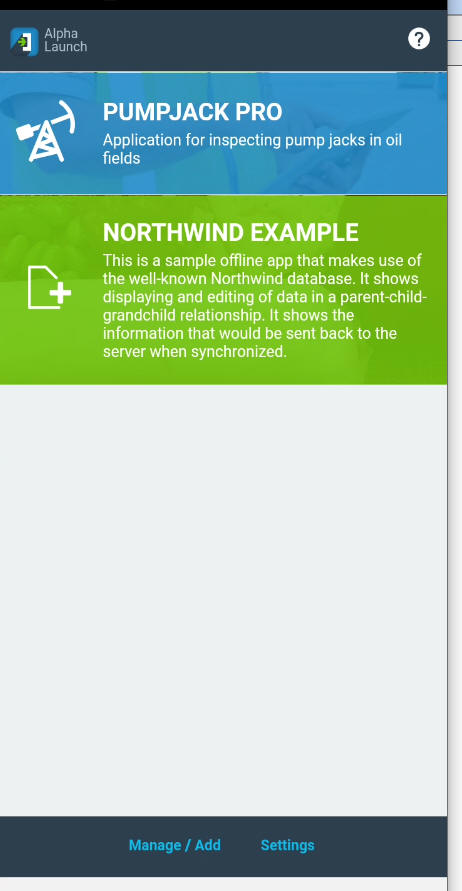 Alpha
Launch
?
PUMPJACK PRO
Application for inspecting pump jacks in oil
fields
NORTHWIND EXAMPLE
This is a sample offline app that makes use of
the well-known Northwind database. It shows
displaying and editing of data in a parent-child-
grandchild relationship. It shows the
information that would be sent back to the
server when synchronized.
Manage / Add Settings